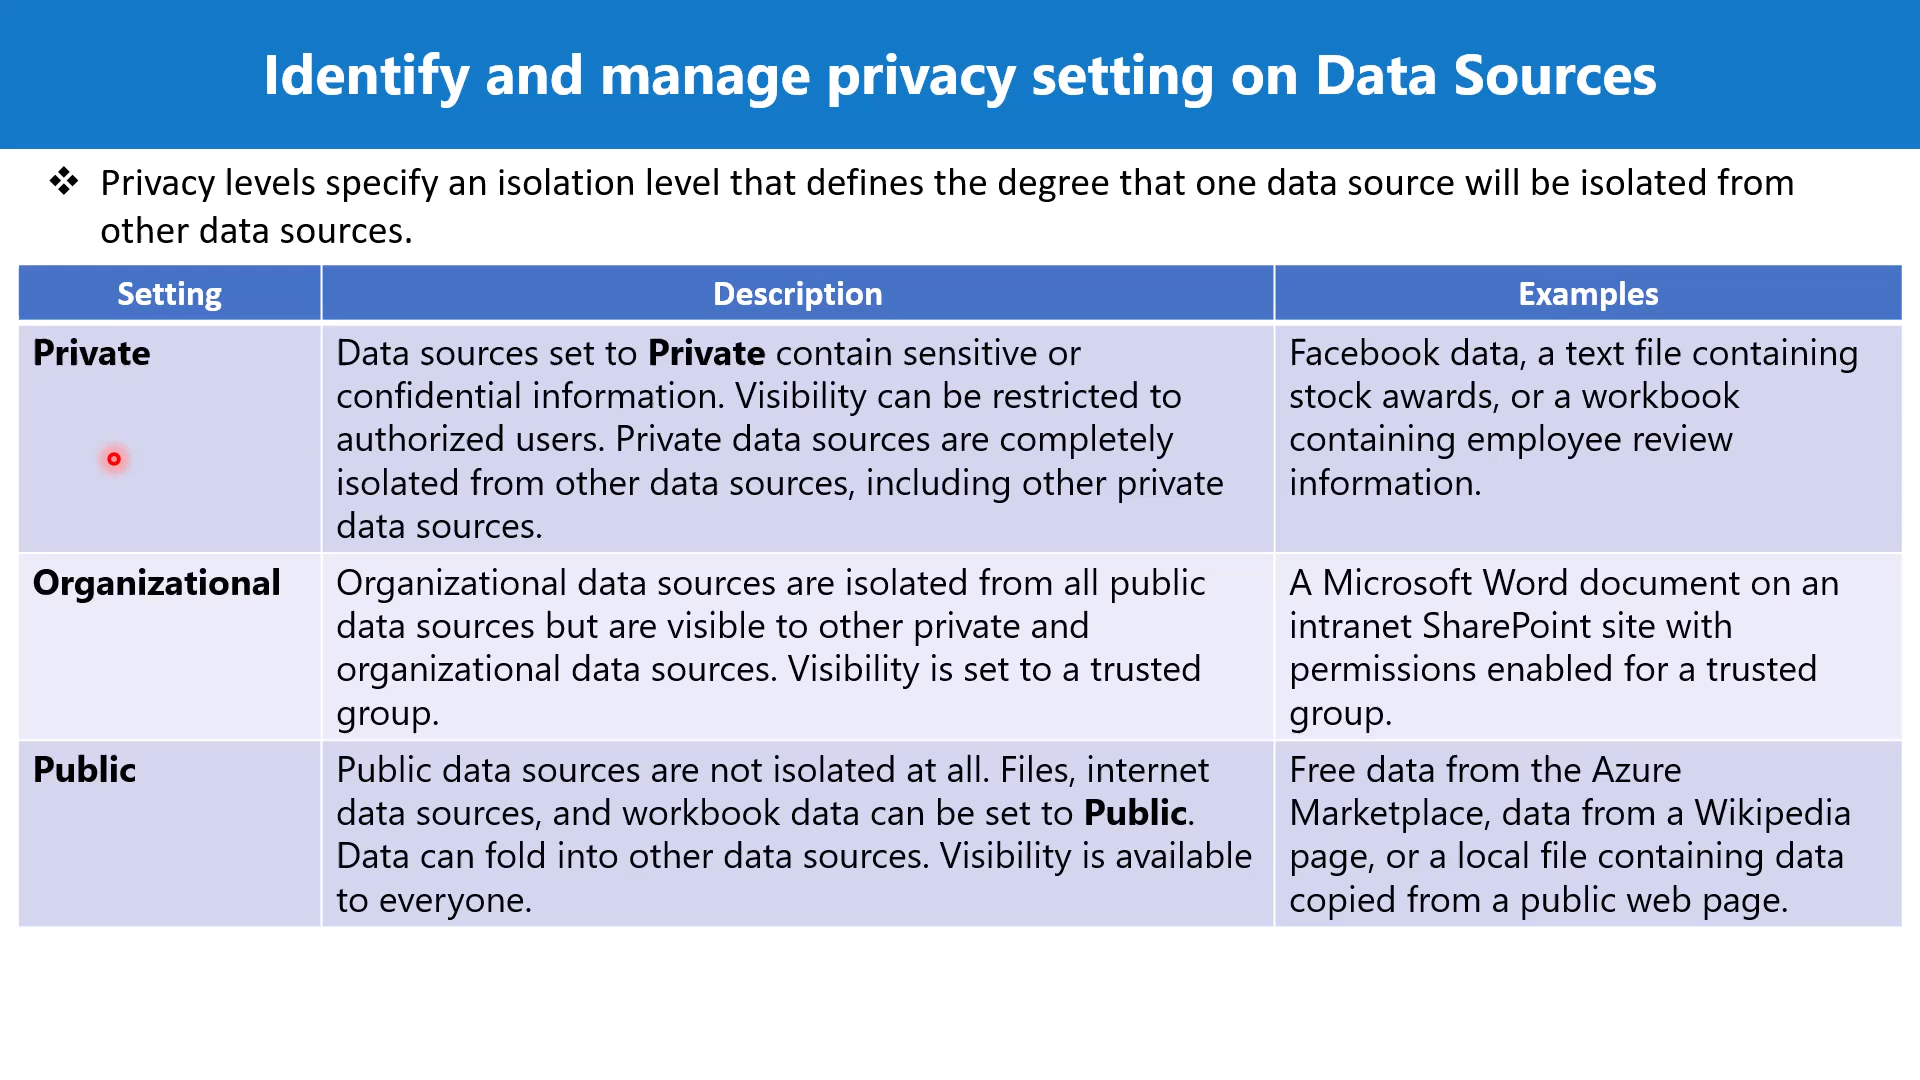 Identify and manage privacy setting on Data Sources
❖ Privacy levels specify an isolation level that defines the degree that one data source will be isolated from
other data sources.
Setting Description Examples
Private
Data sources set to Private contain sensitive or
confidential information. Visibility can be restricted to
authorized users. Private data sources are completely
isolated from other data sources, including other private
data sources.
Facebook data, a text file containing
stock awards, or a workbook
containing employee review
information.
Organizational
Organizational data sources are isolated from all public
data sources but are visible to other private and
organizational data sources. Visibility is set to a trusted
group.
A Microsoft Word document on an
intranet SharePoint site with
permissions enabled for a trusted
group.
Public
Public data sources are not isolated at all. Files, internet
data sources, and workbook data can be set to Public.
Data can fold into other data sources. Visibility is available
to everyone.
Free data from the Azure
Marketplace, data from a Wikipedia
page, or a local file containing data
copied from a public web page.